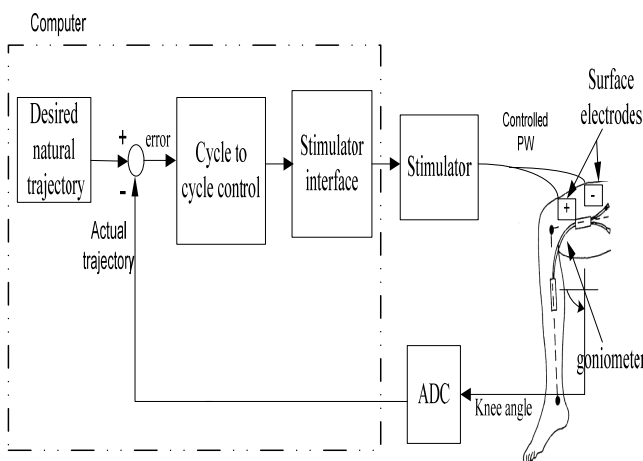 Computer
Desired
natural
trajectory
+
-
error
Cycle to
cycle control
Stimulator
interface
Stimulator
Controlled
PW
Surface
electrodes
+
-
Actual
trajectory
goniometer
ADC
Knee angle